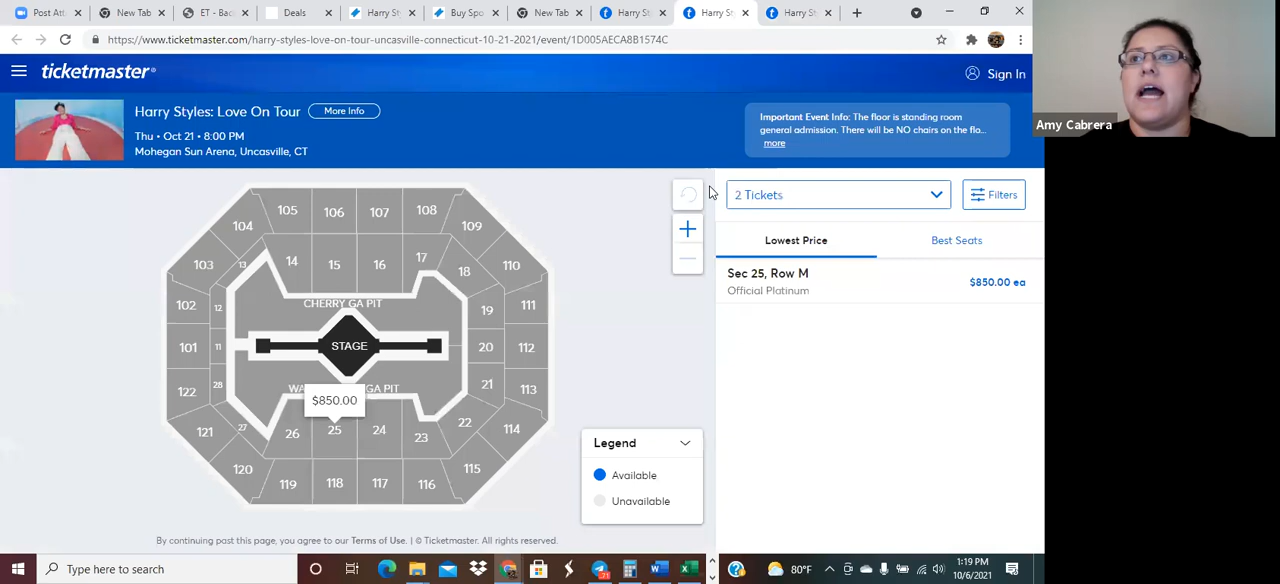 Post Atl
New Tab
ET - Bac
Deals
Harry St
Buy Spo
New Tab
Harry St
Harry St
Harry St
https://www.ticketmaster.com/harry-styles-love-on-tour-uncasville-connecticut-10-21-2021/event/1D005AECA8B1574C
ticketmaster®
Sign In
Harry Styles: Love On Tour
More Info
Thu • Oct 21 • 8:00 PM
Mohegan Sun Arena, Uncasville, CT
Important Event Info: The floor is standing room
general admission. There will be NO chairs on the flo...
more
Amy Cabrera
2 Tickets
Filters
Lowest Price
Best Seats
Sec 25, Row M
$850.00 ea
Official Platinum
105 106 107 108
104 109
14 15 16 17
103 13 18 110
102 12 CHERRY GA PIT 19 111
101 11 STAGE 20 112
122 28 WA GA PIT 21 113
$850.00
121 27 26 25 24 23 22 114
120 119 118 117 116 115
Legend
Available
Unavailable
By continuing past this page, you agree to our Terms of Use. | © Ticketmaster. All rights reserved.
Type here to search
80°F
1:19 PM
10/6/2021